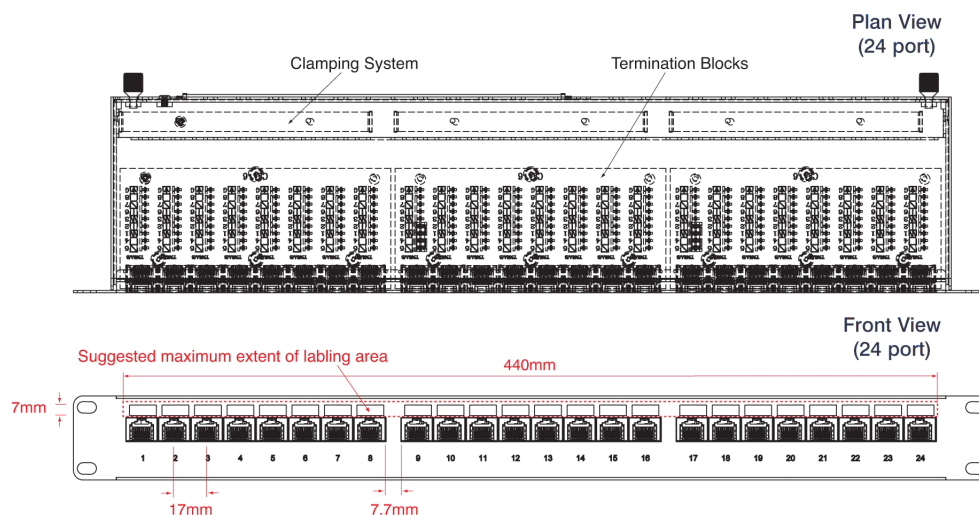 Plan View
(24 port)
Clamping System
Termination Blocks
Front View
(24 port)
Suggested maximum extent of labling area
440mm
7mm
1 2 3 4 5 6 7 8 9 10 11 12 13 14 15 16 17 18 19 20 21 22 23 24
17mm
7.7mm